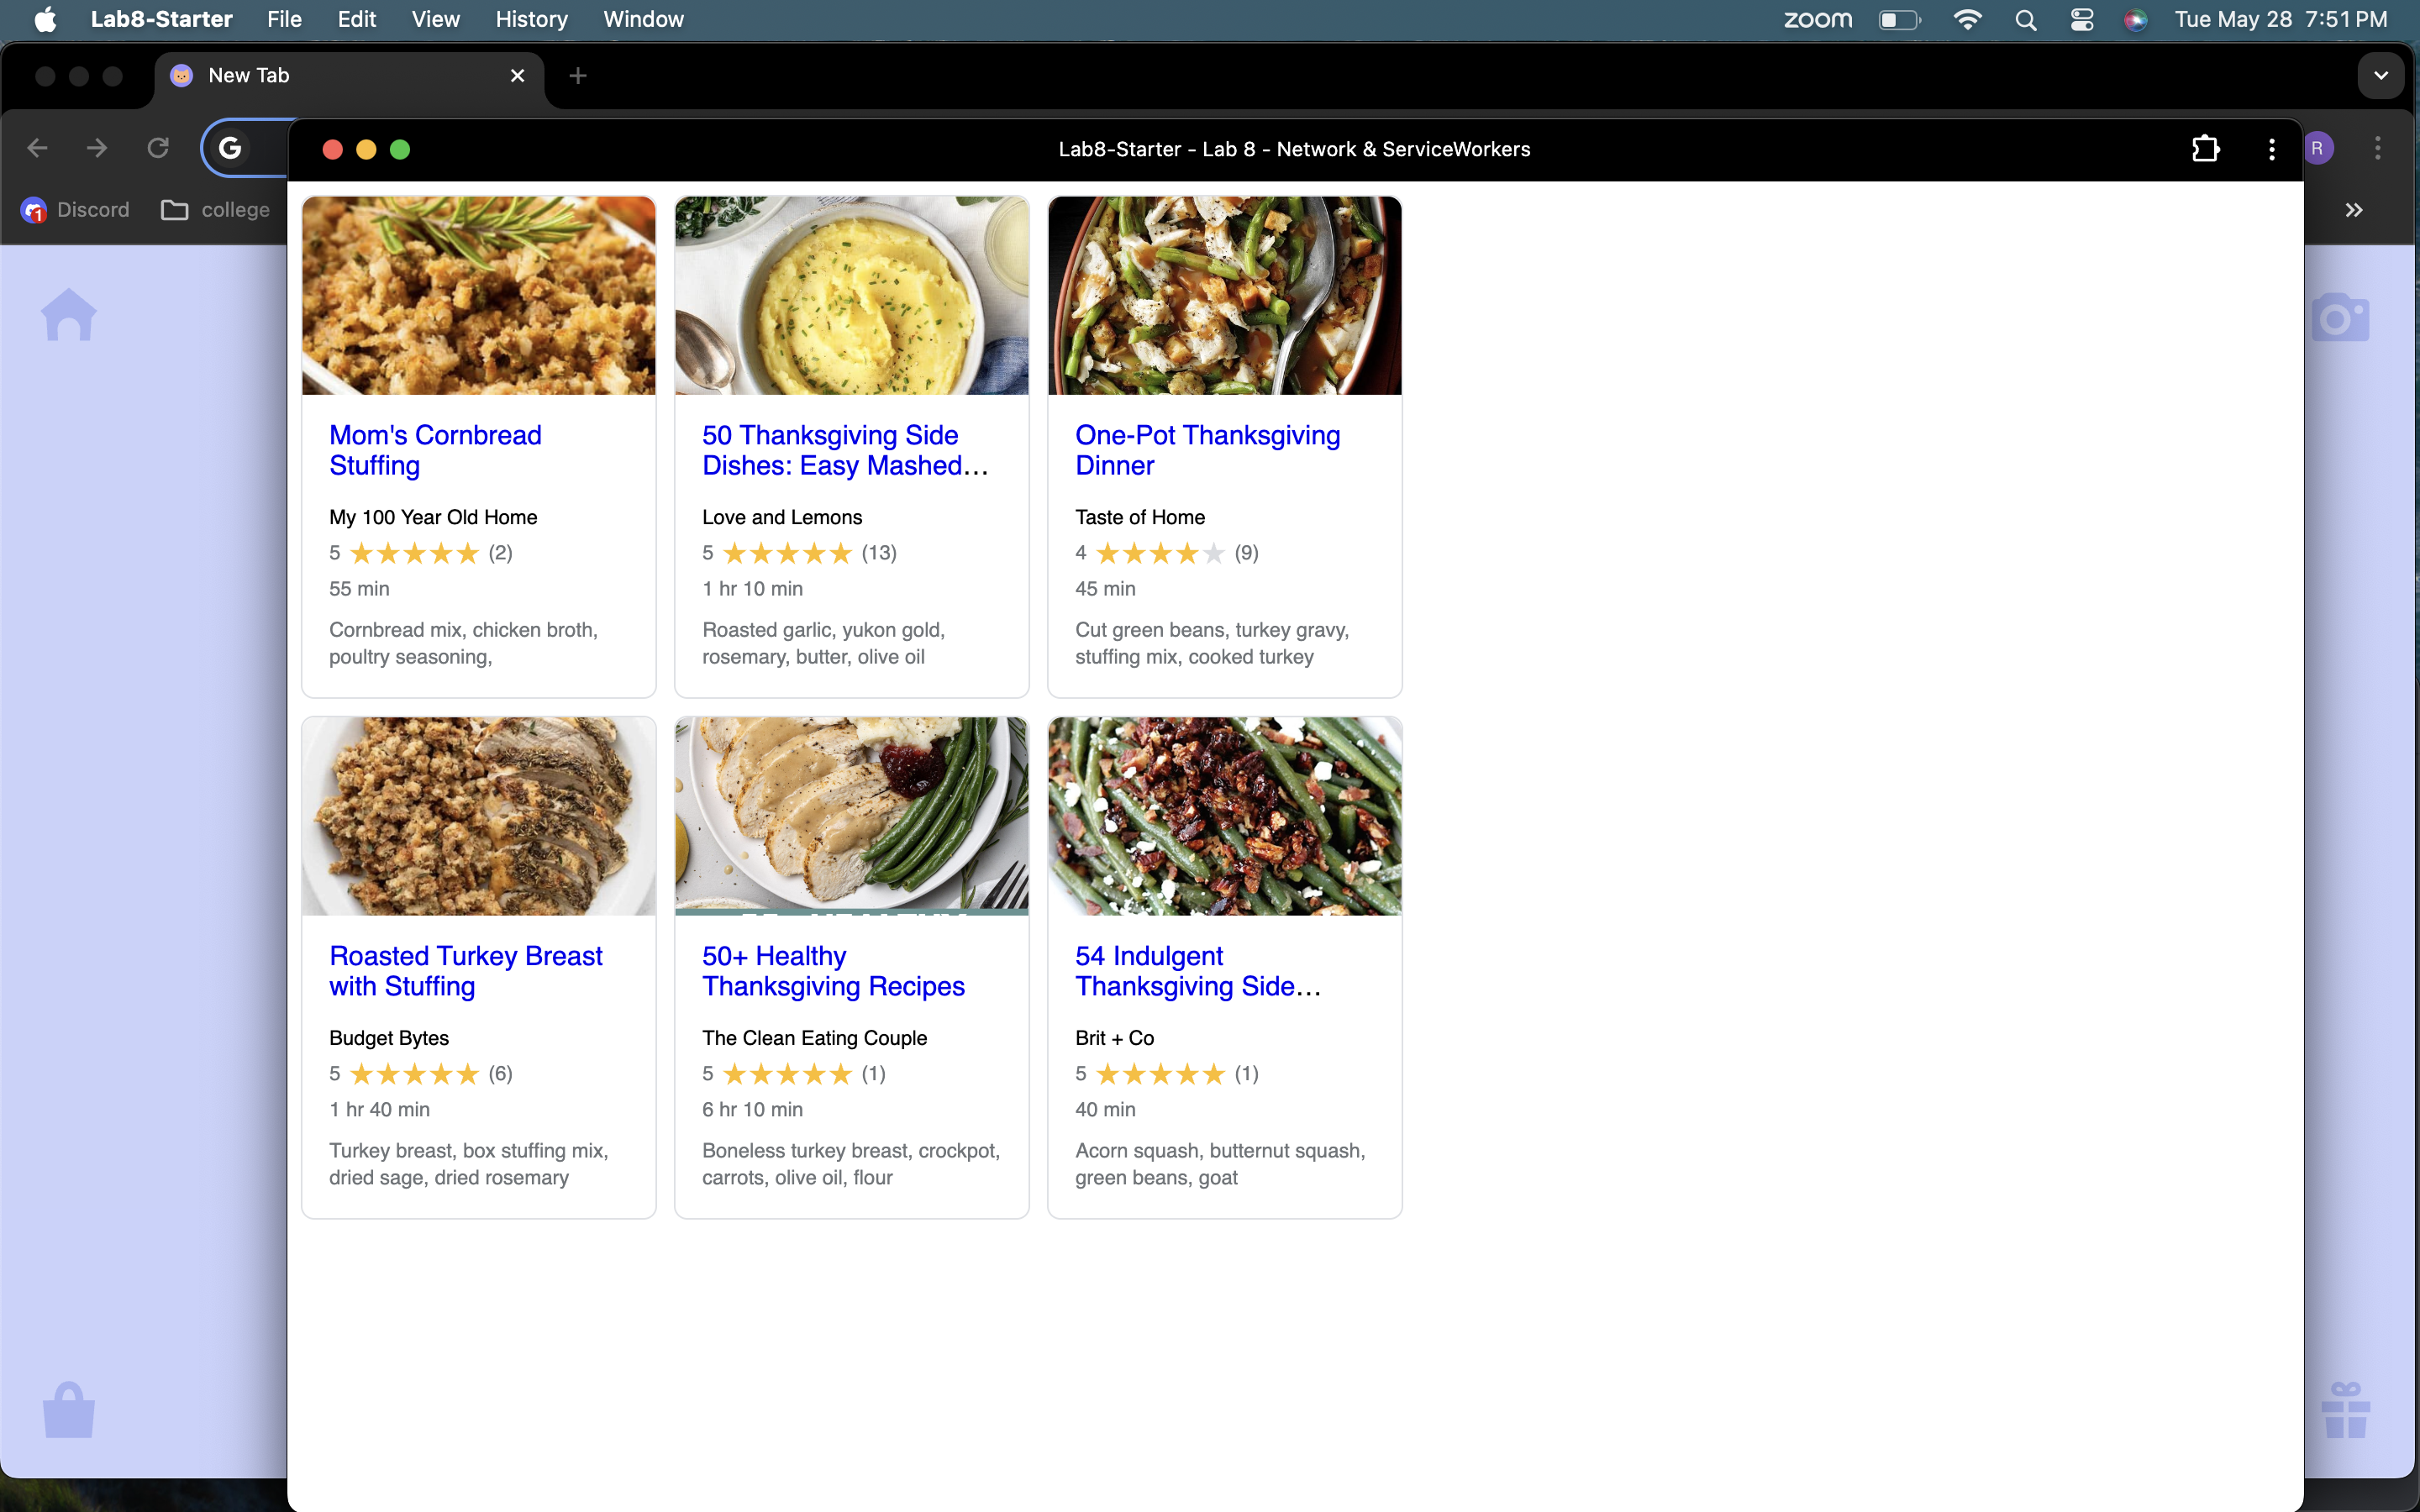 Lab8-Starter File Edit View History Window zoom Tue May 28 7:51 PM
New Tab
G Lab8-Starter - Lab 8 - Network & ServiceWorkers R
1 Discord college
Mom's Cornbread
Stuffing
My 100 Year Old Home
5 (2)
55 min
Cornbread mix, chicken broth,
poultry seasoning,
50 Thanksgiving Side
Dishes: Easy Mashed...
Love and Lemons
5 (13)
1 hr 10 min
Roasted garlic, yukon gold,
rosemary, butter, olive oil
One-Pot Thanksgiving
Dinner
Taste of Home
4 (9)
45 min
Cut green beans, turkey gravy,
stuffing mix, cooked turkey
Roasted Turkey Breast
with Stuffing
Budget Bytes
5 (6)
1 hr 40 min
Turkey breast, box stuffing mix,
dried sage, dried rosemary
50+ Healthy
Thanksgiving Recipes
The Clean Eating Couple
5 (1)
6 hr 10 min
Boneless turkey breast, crockpot,
carrots, olive oil, flour
54 Indulgent
Thanksgiving Side...
Brit + Co
5 (1)
40 min
Acorn squash, butternut squash,
green beans, goat